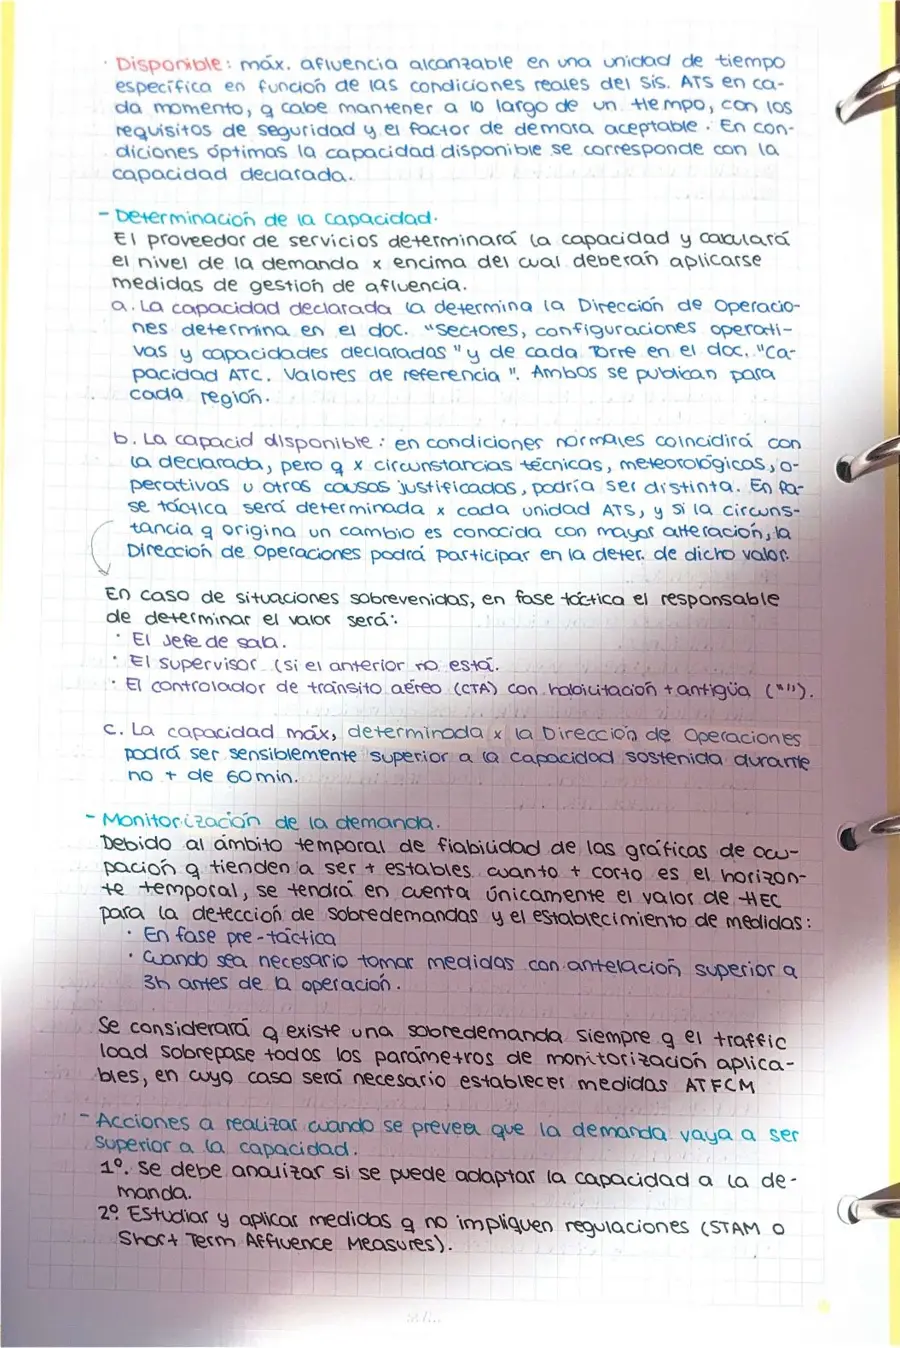 · Disponible: máx. afluencia alcanzable en una unidad de tiempo
específica en función de las condiciones reales del sis. ATS en ca-
da momento, q cabe mantener a lo largo de un tiempo, con los
requisitos de seguridad y el factor de demora aceptable. En con-
diciones óptimas la capacidad disponible se corresponde con la
capacidad declarada.
- Determinación de la capacidad.
El proveedor de servicios determinará la capacidad y calculará
el nivel de la demanda x encima del cual deberán aplicarse
medidas de gestión de afluencia.
a. La capacidad declarada la determina la Dirección de Operacio-
nes determina en el doc. "Sectores, configuraciones operati-
vas y capacidades declaradas" y de cada Torre en el doc. "Ca-
pacidad ATC. Valores de referencia". Ambos se publican para
cada región.
b. La capacid disponible: en condiciones normales coincidirá con
la declarada, pero q x circunstancias técnicas, meteorológicas, o-
perativas u otras causas justificadas, podría ser distinta. En fa-
se táctica será determinada x cada unidad ATS, y si la circuns-
tancia q origina un cambio es conocida con mayor alteración, la
Dirección de Operaciones podrá participar en la deter. de dicho valor.
En caso de situaciones sobrevenidas, en fase táctica el responsable
de determinar el valor será:
· El Jefe de sala.
· El supervisor (si el anterior no está.
· El controlador de tránsito aéreo (CTA) con habilitación + antigüa ("").
c. La capacidad máx, determinada x la Dirección de Operaciones
podrá ser sensiblemente superior a la capacidad sostenida durante
no + de 60min.
- Monitorización de la demanda.
Debido al ámbito temporal de fiabilidad de las gráficas de ocu-
pación q tienden a ser + estables cuanto + corto es el horizon-
te temporal, se tendrá en cuenta únicamente el valor de HEC
para la detección de sobredemandas y el establecimiento de medidas:
· En fase pre-táctica
· Cuando sea necesario tomar medidas con antelación superior a
3h antes de la operación.
Se considerará q existe una sobredemanda siempre q el traffic
load sobrepase todos los parámetros de monitorización aplica-
bles, en cuyo caso será necesario establecer medidas ATFCM
- Acciones a realizar cuando se prevea que la demanda vaya a ser
superior a la capacidad.
1º. Se debe analizar si se puede adaptar la capacidad a la de-
manda.
2º. Estudiar y aplicar medidas q no impliquen regulaciones (STAM o
Short Term Affluence Measures).